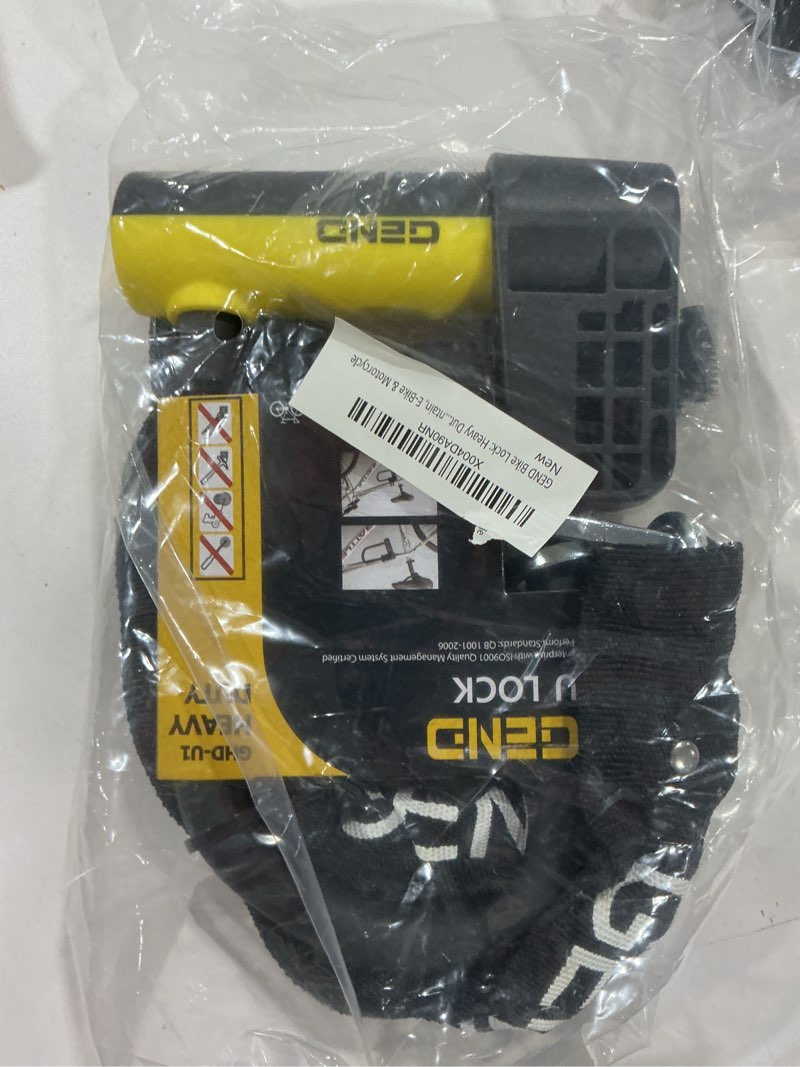 GEND
X004DA90NR
GEND Bike Lock: Heavy Dut...ntain, E-Bike & Motorcycle
New
GEND
U LOCK
Enterprise with ISO9001 Quality Management System Certified
Perform Standards: QB 1001-2006
GHD-U1
HEAVY
DUTY